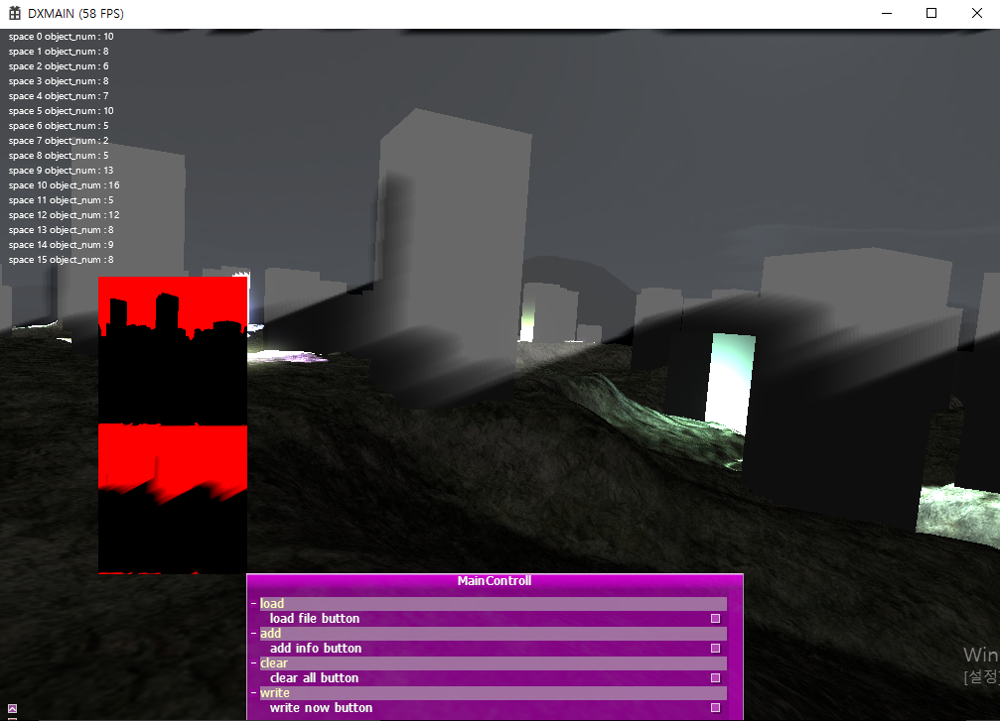 DXMAIN (58 FPS)
space 0 object_num : 10
space 1 object_num : 8
space 2 object_num : 6
space 3 object_num : 8
space 4 object_num : 7
space 5 object_num : 10
space 6 object_num : 5
space 7 object_num : 2
space 8 object_num : 5
space 9 object_num : 13
space 10 object_num : 16
space 11 object_num : 5
space 12 object_num : 12
space 13 object_num : 8
space 14 object_num : 9
space 15 object_num : 8
MainControll
load
load file button
add
add info button
clear
clear all button
write
write now button
Win
[설정